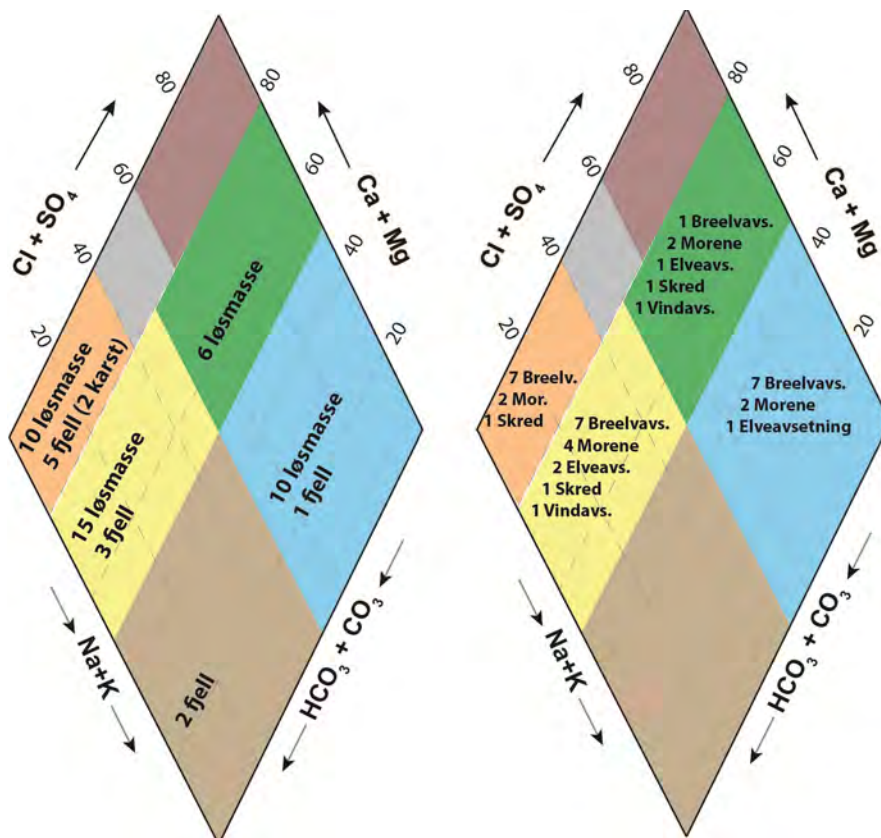 80
80
60
60
40
40
20
20
Cl + SO₄
Ca + Mg
6 løsmasse
10 løsmasse
5 fjell (2 karst)
15 løsmasse
3 fjell
10 løsmasse
1 fjell
2 fjell
Na+K
HCO₃ + CO₃
80
80
60
60
40
40
20
20
Cl + SO₄
Ca + Mg
1 Breelvavs.
2 Morene
1 Elveavs.
1 Skred
1 Vindavs.
7 Breelv.
2 Mor.
1 Skred
7 Breelvavs.
4 Morene
2 Elveavs.
1 Skred
1 Vindavs.
7 Breelvavs.
2 Morene
1 Elveavsetning
Na+K
HCO₃ + CO₃